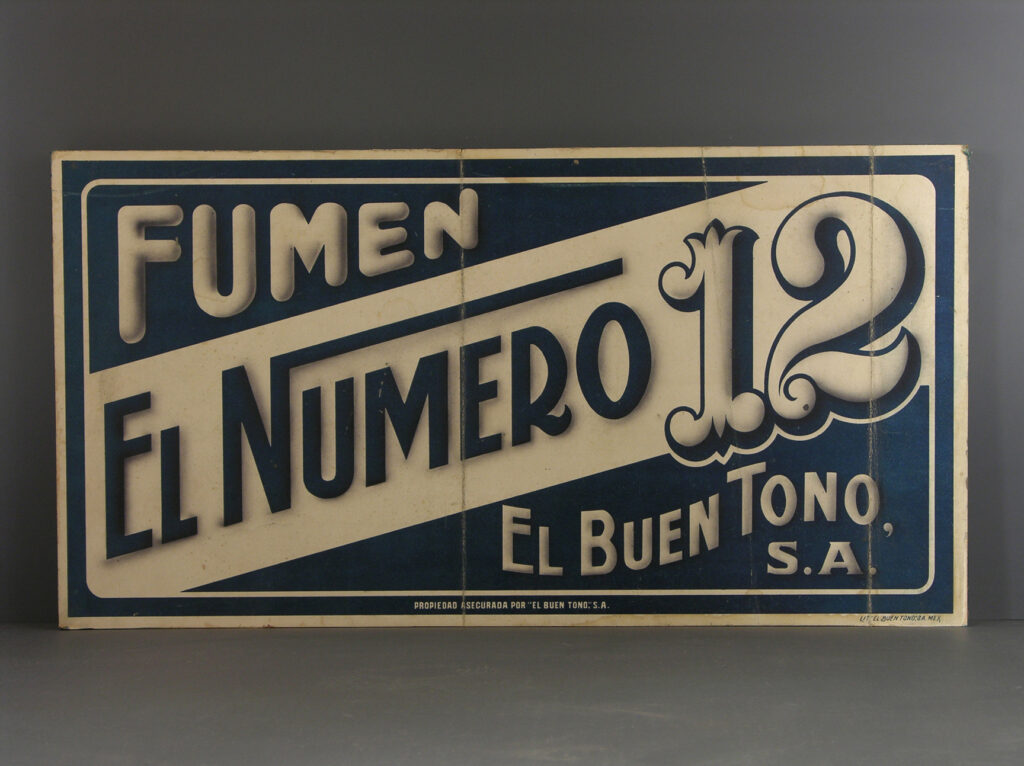 FUMEN
EL NUMERO 12
EL BUEN TONO,
S.A.
PROPIEDAD ASEGURADA POR "EL BUEN TONO", S.A.
LIT. "EL BUEN TONO", S.A. MEX.